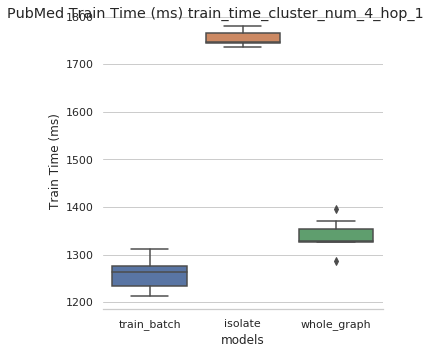 PubMed Train Time (ms) train_time_cluster_num_4_hop_1
1800
1700
1600
1500
1400
1300
1200
Train Time (ms)
train_batch isolate whole_graph
models